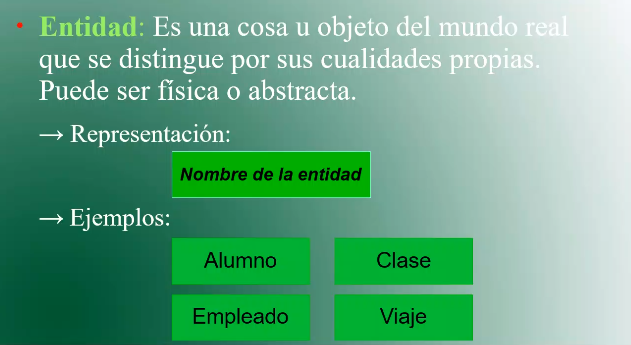 • Entidad: Es una cosa u objeto del mundo real
que se distingue por sus cualidades propias.
Puede ser física o abstracta.
→ Representación:
Nombre de la entidad
→ Ejemplos:
Alumno Clase
Empleado Viaje